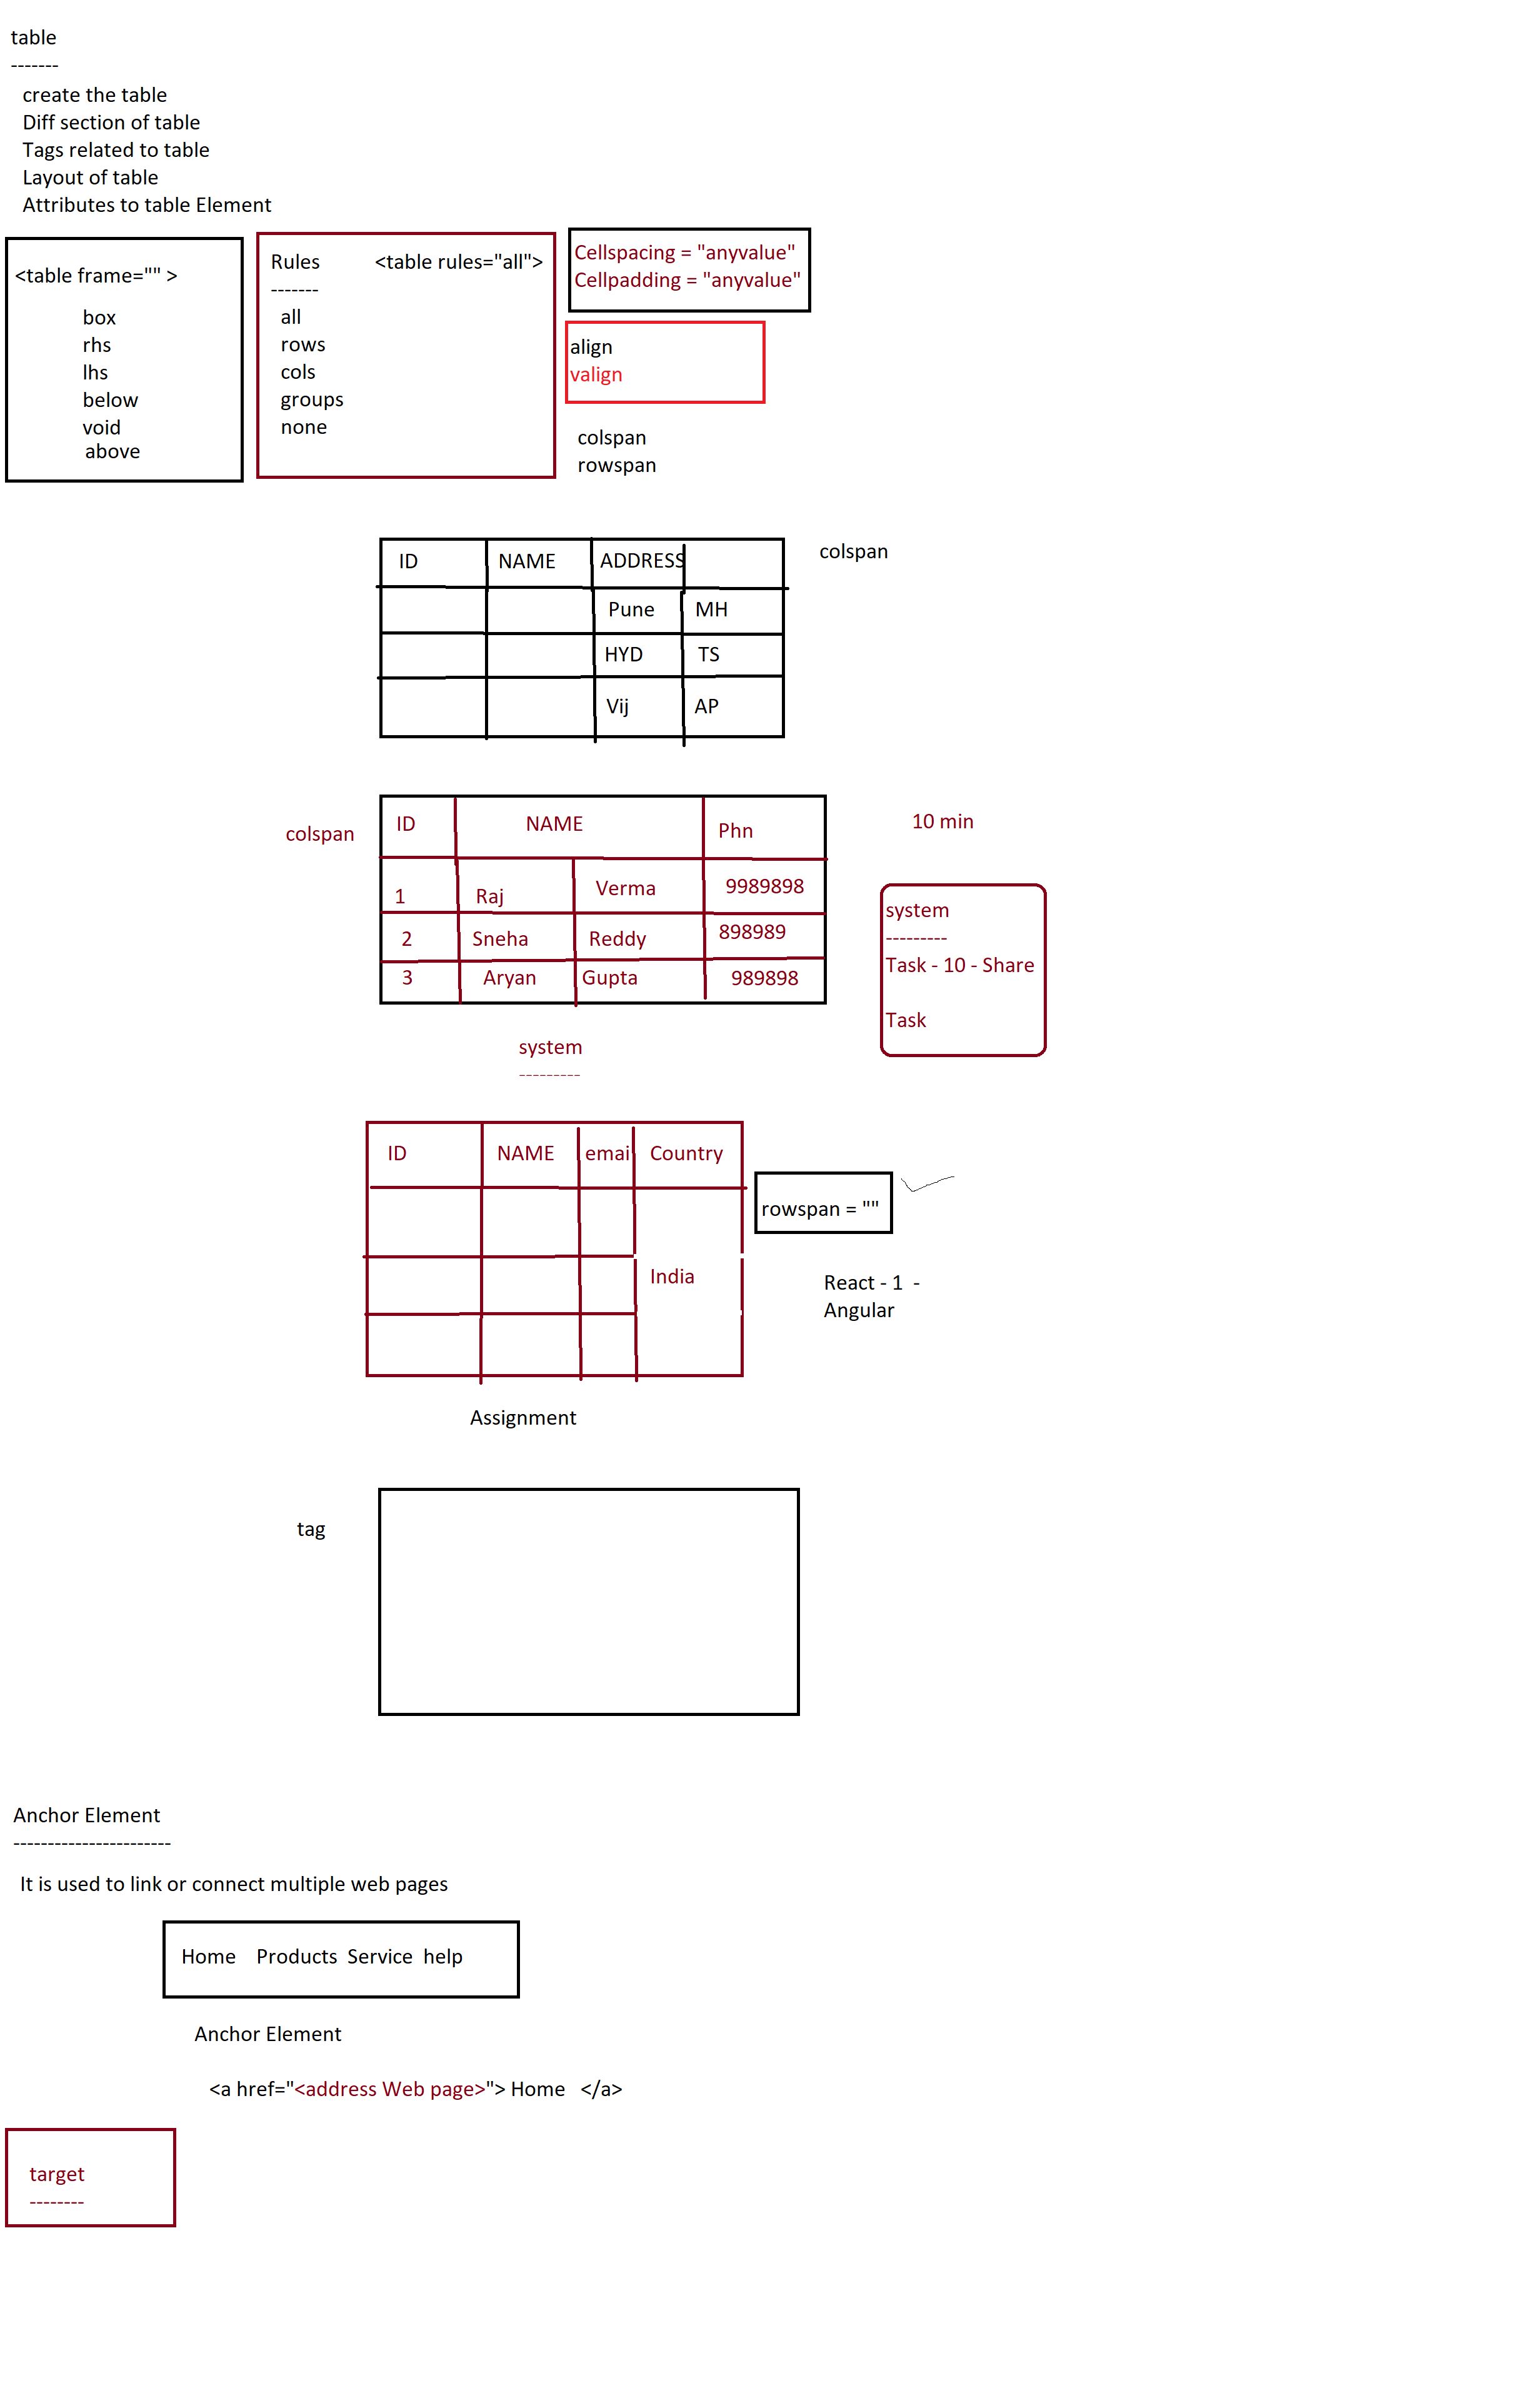 table
-------
create the table
Diff section of table
Tags related to table
Layout of table
Attributes to table Element
<table frame="" >
box
rhs
lhs
below
void
above
Rules <table rules="all">
-------
all
rows
cols
groups
none
Cellspacing = "anyvalue"
Cellpadding = "anyvalue"
align
valign
colspan
rowspan
ID NAME ADDRESS
Pune MH
HYD TS
Vij AP
colspan
colspan
ID NAME Phn
1 Raj Verma 9989898
2 Sneha Reddy 898989
3 Aryan Gupta 989898
10 min
system
---------
Task - 10 - Share
Task
system
---------
ID NAME emai Country
India
rowspan = ""
React - 1 -
Angular
Assignment
tag
Anchor Element
-----------------------
It is used to link or connect multiple web pages
Home Products Service help
Anchor Element
<a href="<address Web page>"> Home </a>
target
--------